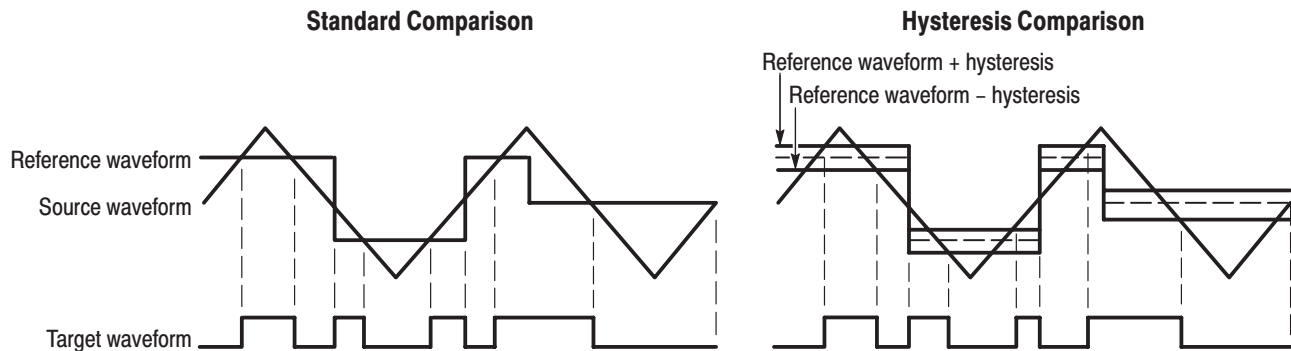 Standard Comparison
Hysteresis Comparison
Reference waveform + hysteresis
Reference waveform – hysteresis
Reference waveform
Source waveform
Target waveform